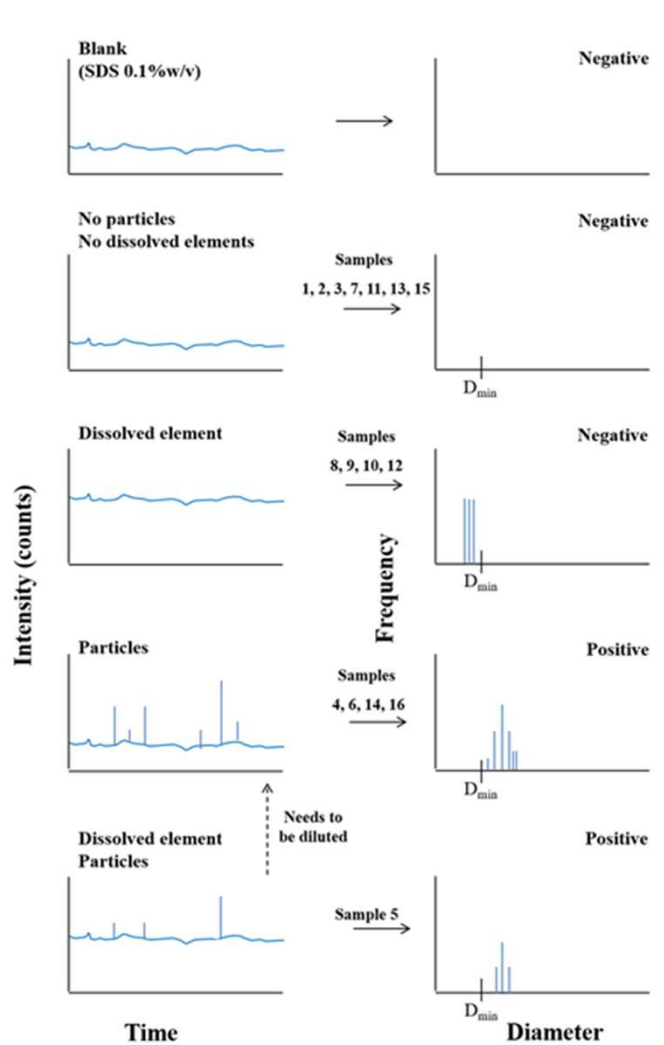 Blank
(SDS 0.1%w/v)
Negative
No particles
No dissolved elements
Negative
Samples
1, 2, 3, 7, 11, 13, 15
Dmin
Dissolved element
Samples
Negative
8, 9, 10, 12
Dmin
Intensity (counts)
Frequency
Particles
Positive
Samples
4, 6, 14, 16
Dmin
Needs to
be diluted
Dissolved element
Particles
Positive
Sample 5
Dmin
Time
Diameter